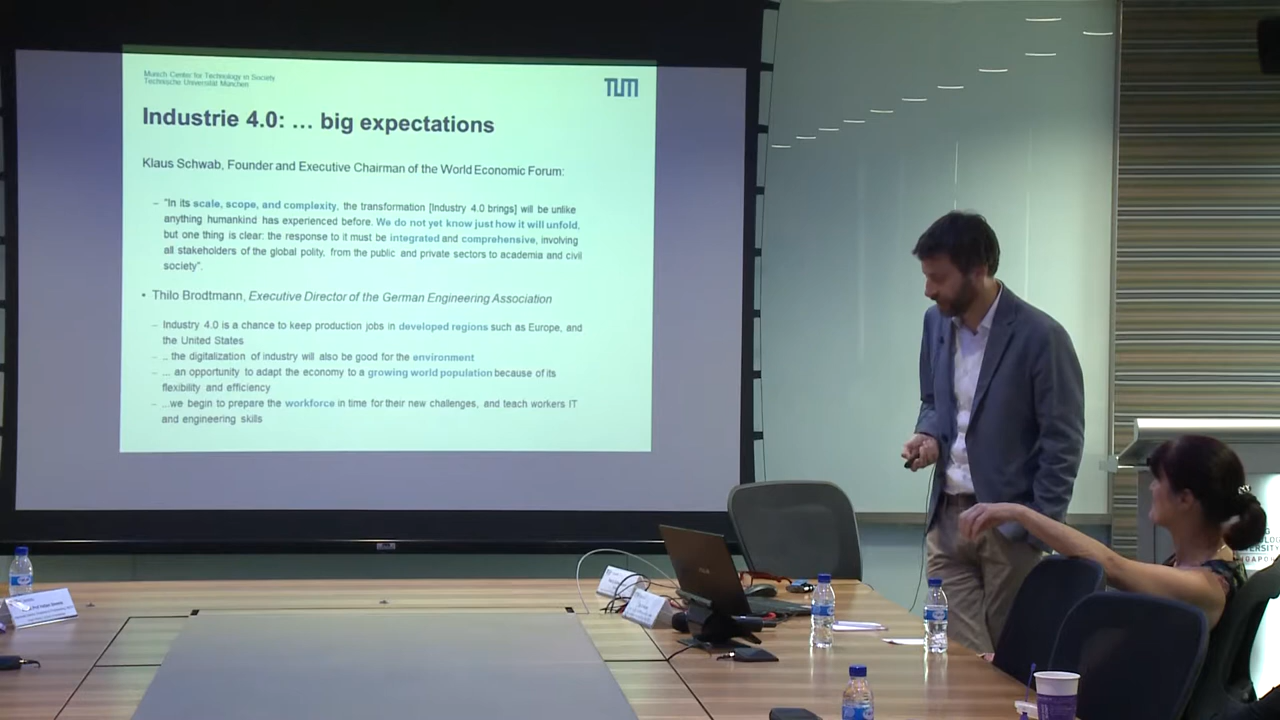 Munich Center for Technology in Society
Technische Universität München
TUM
Industrie 4.0: … big expectations
Klaus Schwab, Founder and Executive Chairman of the World Economic Forum:
– "In its scale, scope, and complexity, the transformation [Industry 4.0 brings] will be unlike
anything humankind has experienced before. We do not yet know just how it will unfold,
but one thing is clear: the response to it must be integrated and comprehensive, involving
all stakeholders of the global polity, from the public and private sectors to academia and civil
society".
• Thilo Brodtmann, Executive Director of the German Engineering Association
– Industry 4.0 is a chance to keep production jobs in developed regions such as Europe, and
the United States
– ... the digitalization of industry will also be good for the environment
– ... an opportunity to adapt the economy to a growing world population because of its
flexibility and efficiency
– ...we begin to prepare the workforce in time for their new challenges, and teach workers IT
and engineering skills